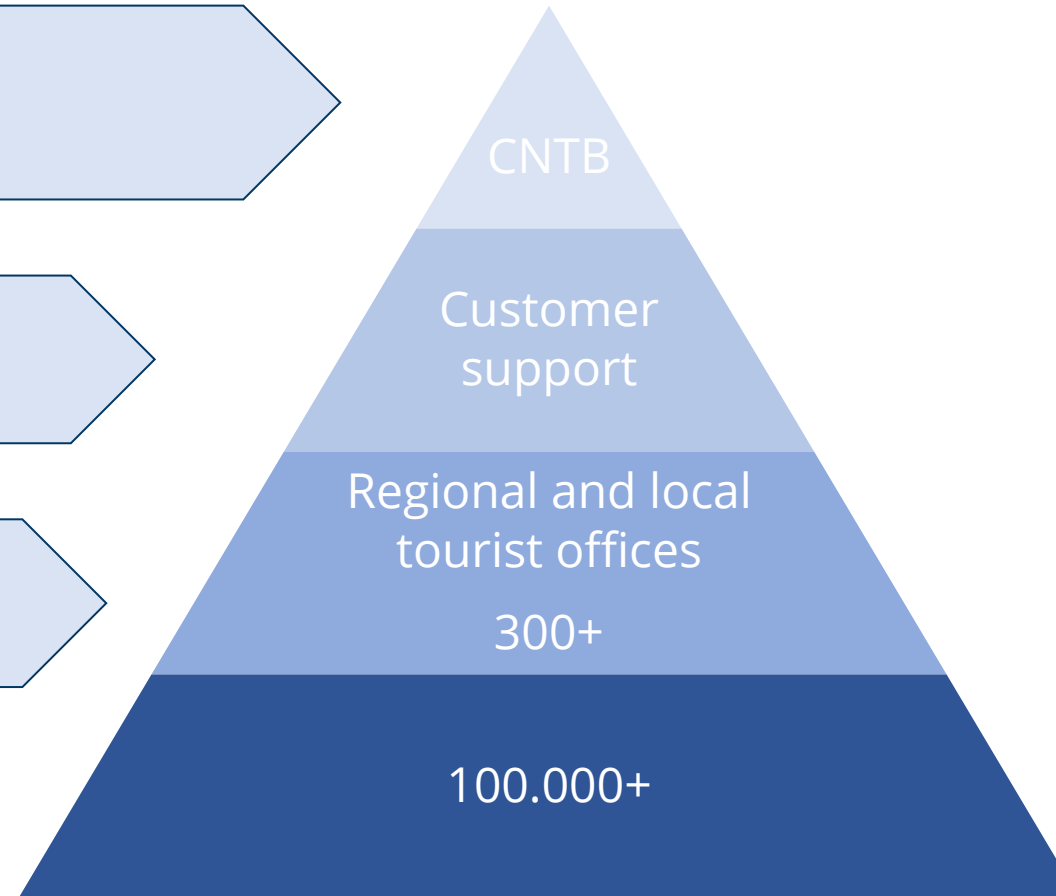 CNTB
Customer
support
Regional and local
tourist offices
300+
100.000+